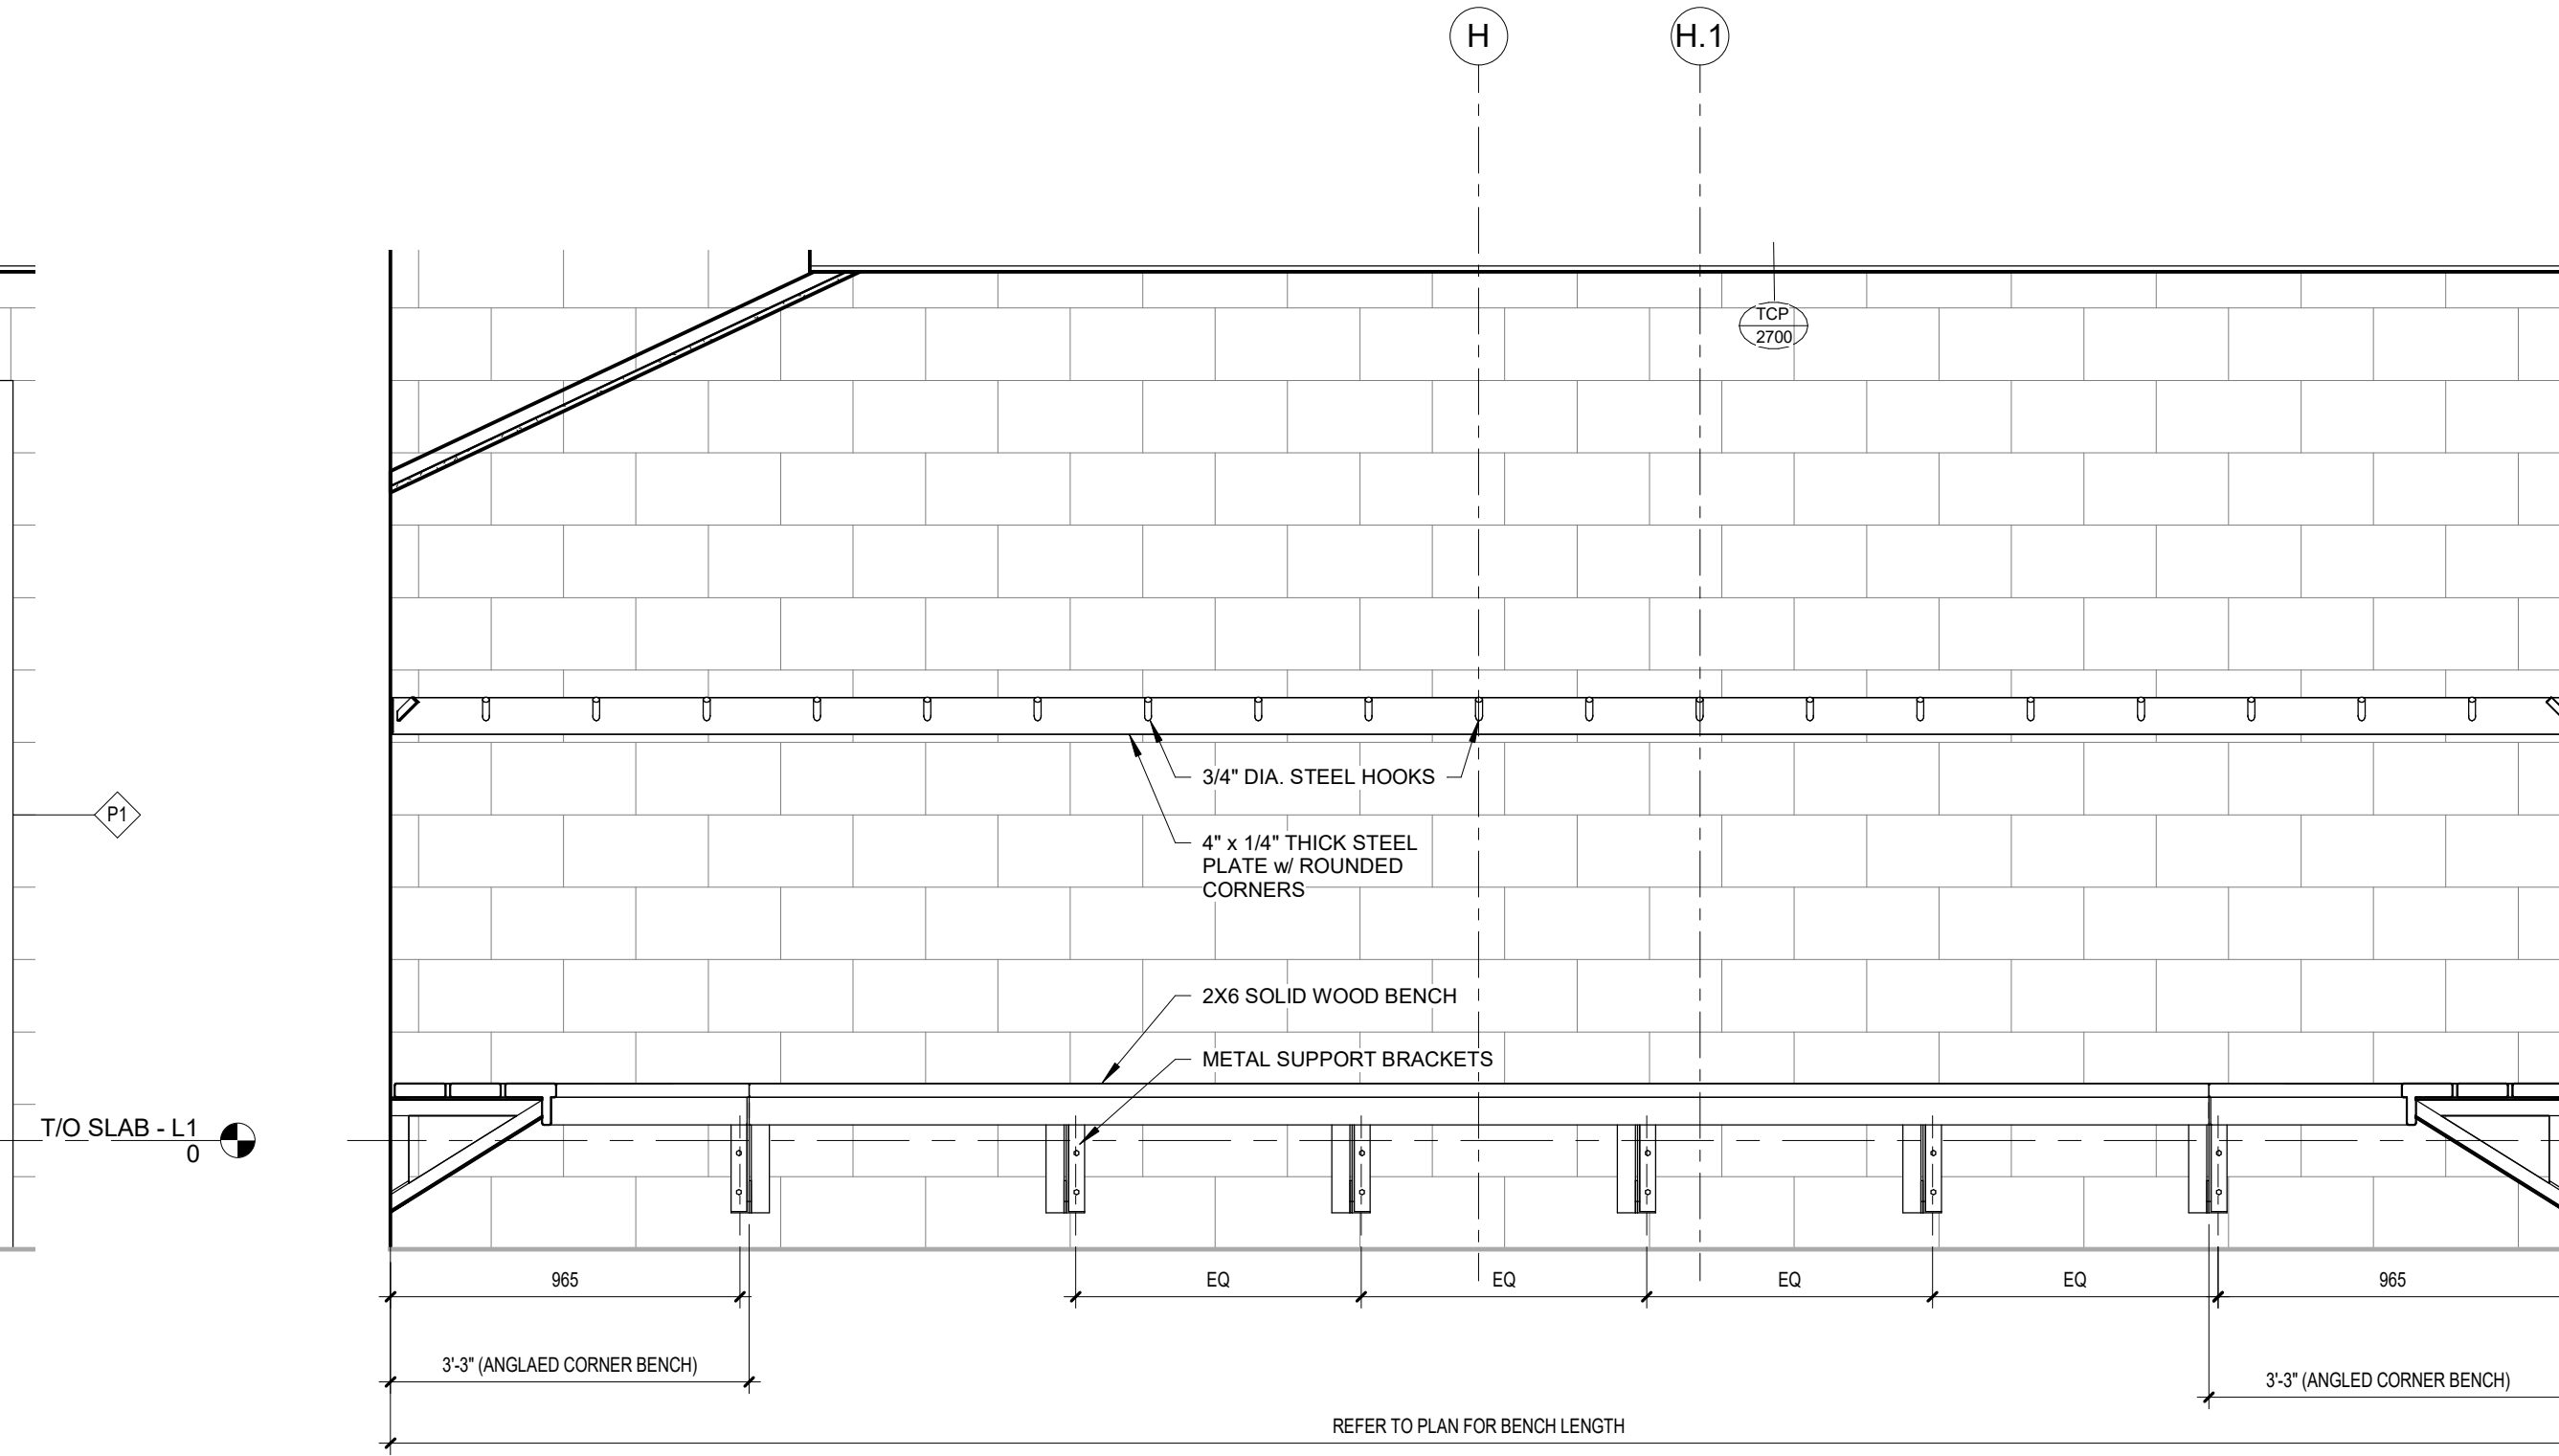 H
H.1
TCP
2700
3/4" DIA. STEEL HOOKS
P1
4" x 1/4" THICK STEEL
PLATE w/ ROUNDED
CORNERS
2X6 SOLID WOOD BENCH
METAL SUPPORT BRACKETS
T/O SLAB - L1
0
965
EQ
EQ
EQ
EQ
965
3'-3" (ANGLAED CORNER BENCH)
3'-3" (ANGLED CORNER BENCH)
REFER TO PLAN FOR BENCH LENGTH